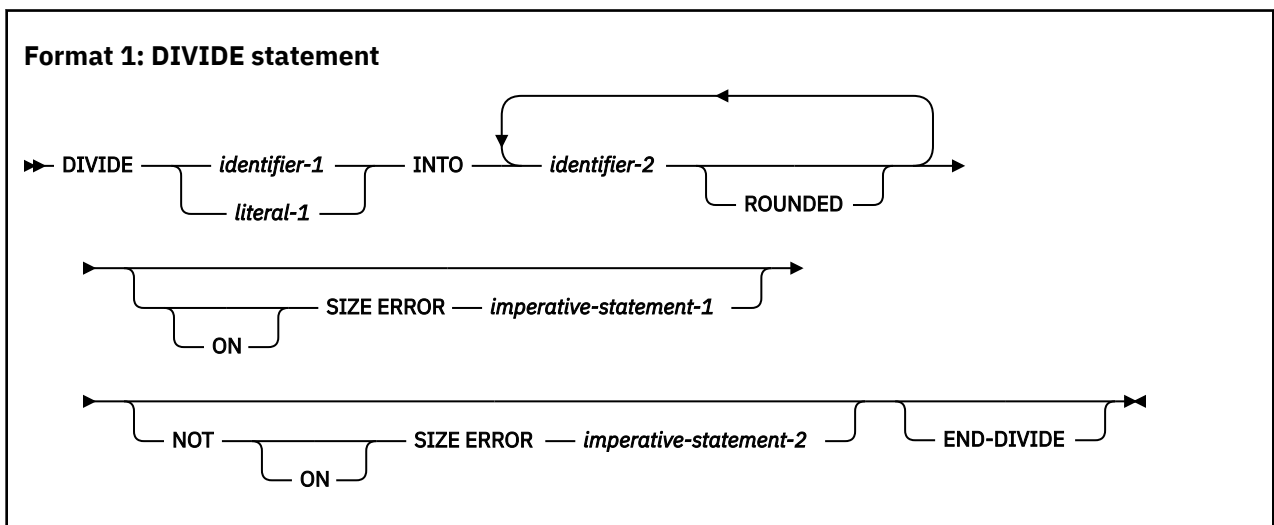 Format 1: DIVIDE statement
DIVIDE identifier-1 INTO identifier-2
literal-1 ROUNDED
SIZE ERROR imperative-statement-1
ON
NOT SIZE ERROR imperative-statement-2 END-DIVIDE
ON